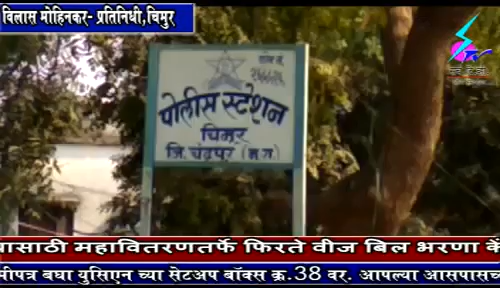 विलास मोहिनकर- प्रतिनिधी,चिमुर
पोलीस स्टेशन
चिमूर
जि. चंद्रपूर
साठी महावितरणतर्फे फिरते वीज बिल भरणा
मीपत्र बघा युसिएन च्या सेटअप बॉक्स क्र.38 वर. आपल्या आसपासच